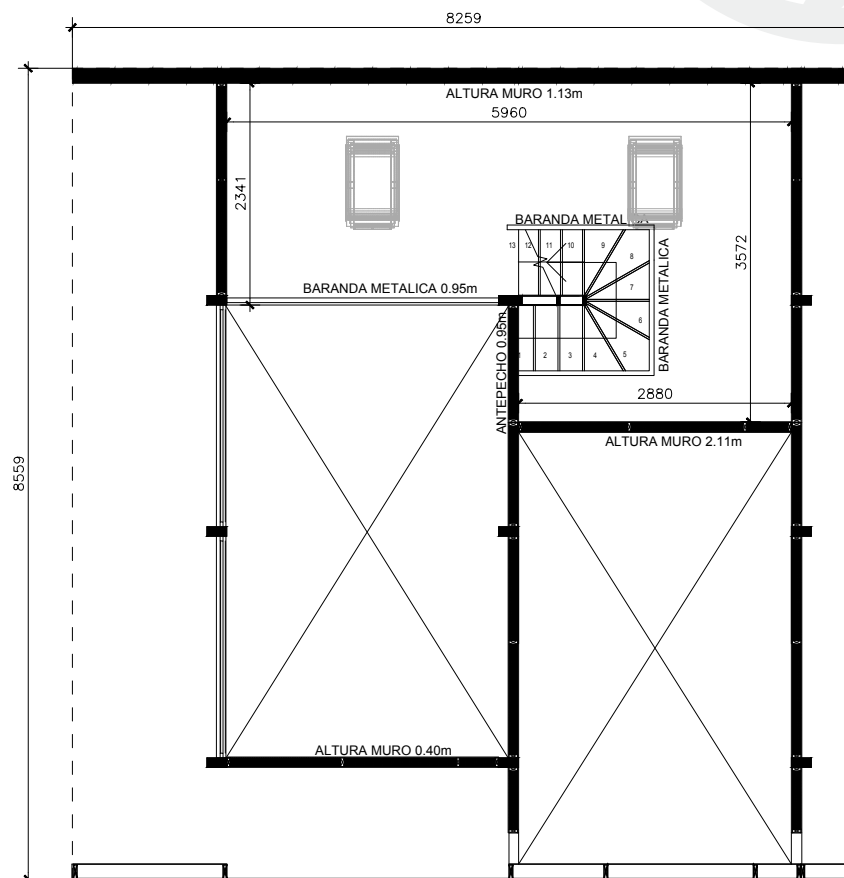 8259
ALTURA MURO 1.13m
5960
2341
3572
BARANDA METALICA
13 12 11 10 9
8
7
6
5
4
3
2
1
BARANDA METALICA
BARANDA METALICA 0.95m
ANTEPECHO 0.95m
2880
ALTURA MURO 2.11m
8559
ALTURA MURO 0.40m